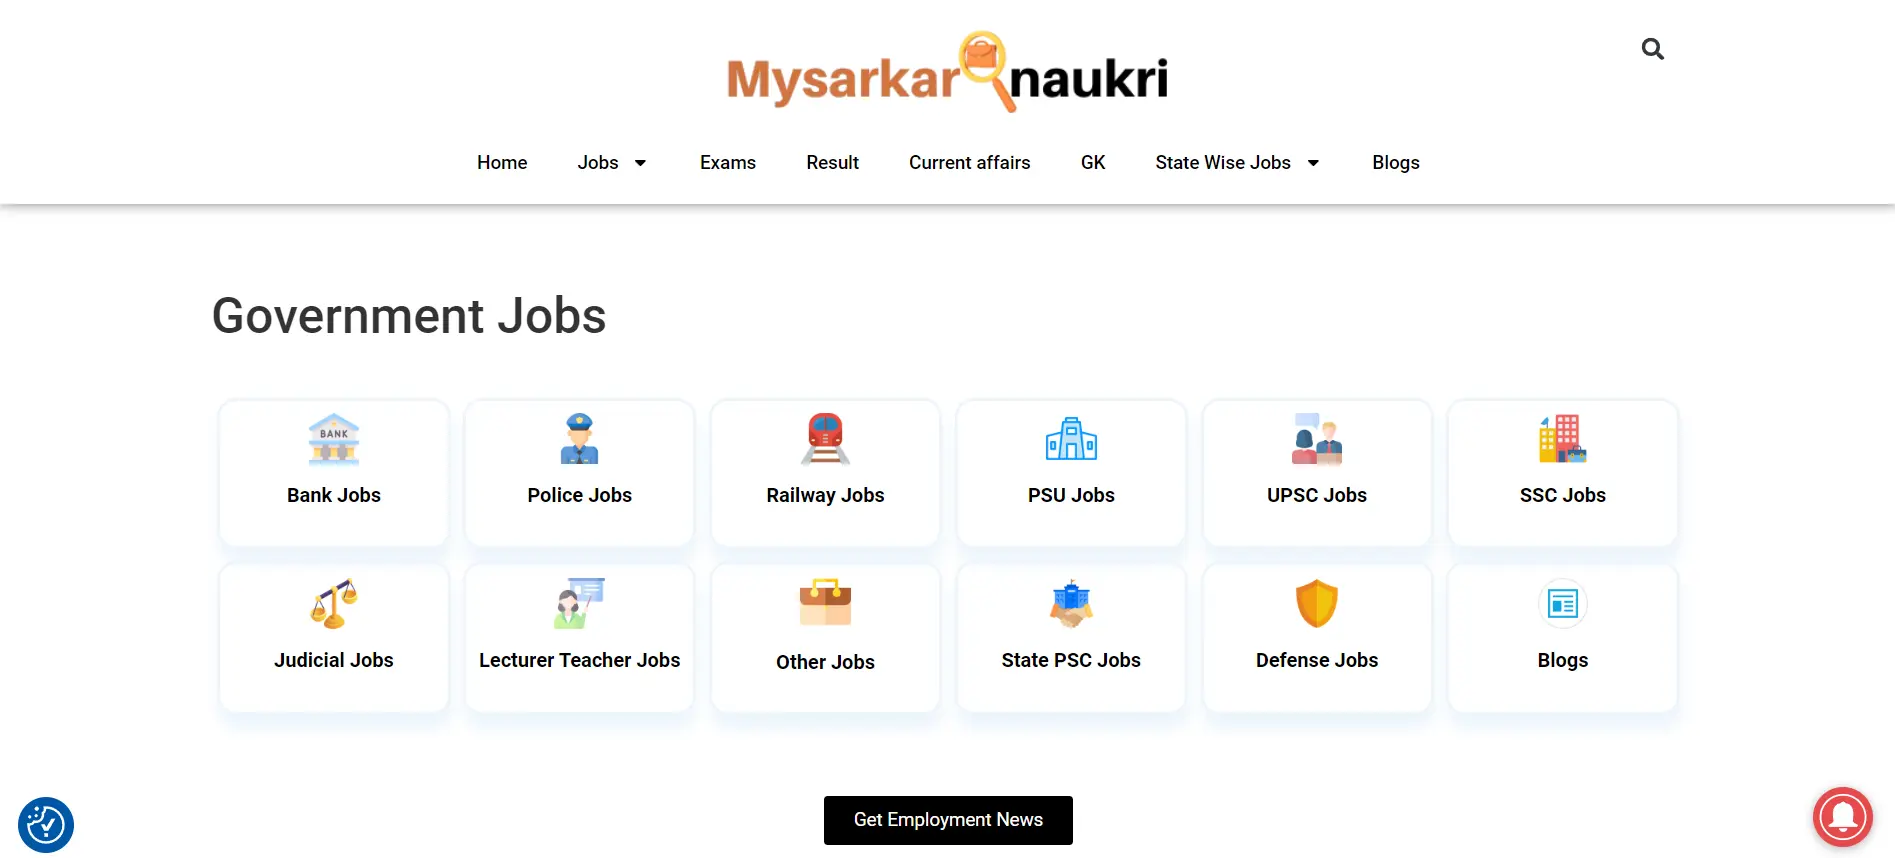 Mysarkar naukri
Home Jobs Exams Result Current affairs GK State Wise Jobs Blogs
Government Jobs
BANK
Bank Jobs Police Jobs Railway Jobs PSU Jobs UPSC Jobs SSC Jobs
Judicial Jobs Lecturer Teacher Jobs Other Jobs State PSC Jobs Defense Jobs Blogs
Get Employment News